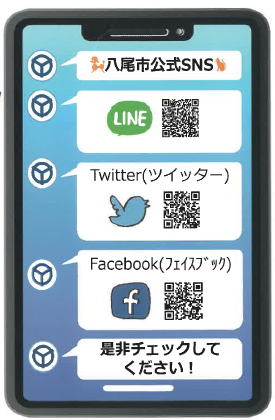 八尾市公式SNS
LINE
Twitter(ツイッター)
Facebook(ﾌｪｲｽﾌﾞｯｸ)
f
是非チェックして
ください！